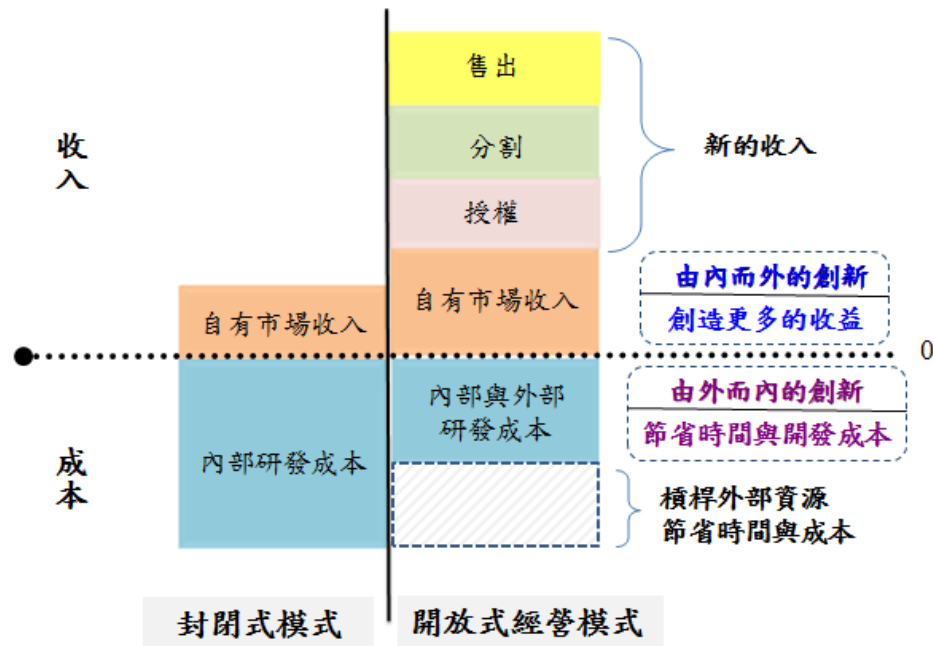 售出
收
入
分割
新的收入
授權
自有市場收入
自有市場收入
由內而外的創新
創造更多的收益
0
成
本
內部研發成本
內部與外部
研發成本
由外而內的創新
節省時間與開發成本
槓桿外部資源
節省時間與成本
封閉式模式
開放式經營模式